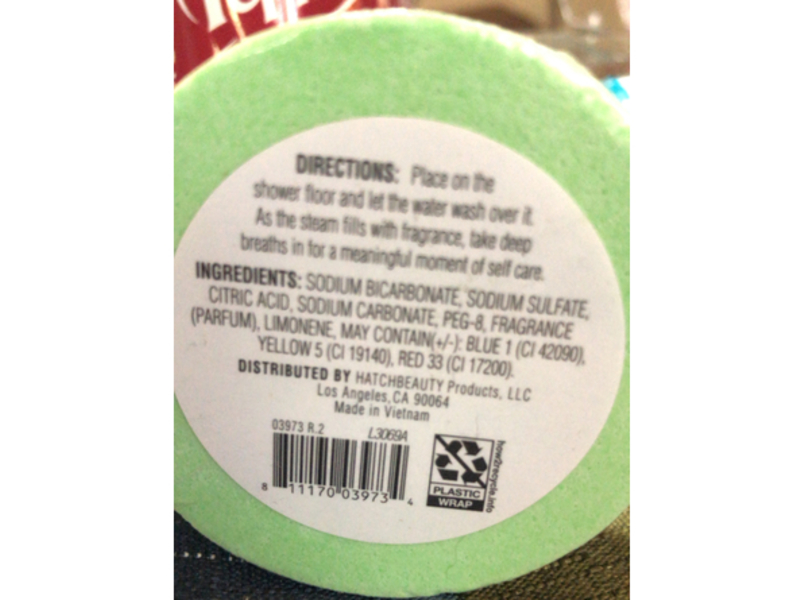 DIRECTIONS: Place on the
shower floor and let the water wash over it.
As the steam fills with fragrance, take deep
breaths in for a meaningful moment of self care.
INGREDIENTS: SODIUM BICARBONATE, SODIUM SULFATE,
CITRIC ACID, SODIUM CARBONATE, PEG-8, FRAGRANCE
(PARFUM), LIMONENE, MAY CONTAIN(+/-): BLUE 1 (CI 42090),
YELLOW 5 (CI 19140), RED 33 (CI 17200).
DISTRIBUTED BY HATCHBEAUTY Products, LLC
Los Angeles, CA 90064
Made in Vietnam
03973 R.2 L3069A
8 11170 03973 4
PLASTIC
WRAP
how2recycle.info